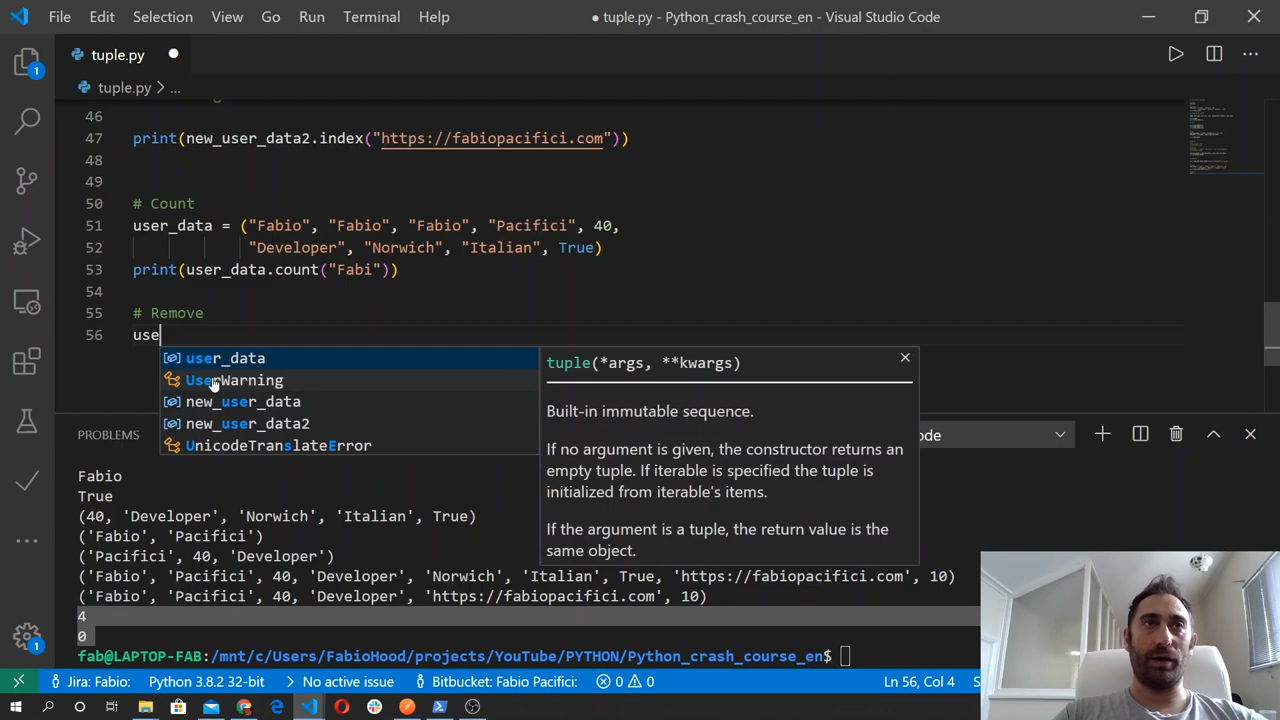 File Edit Selection View Go Run Terminal Help
● tuple.py - Python_crash_course_en - Visual Studio Code
tuple.py
tuple.py > ...
46
47 print(new_user_data2.index("https://fabiopacifici.com"))
48
49
50 # Count
51 user_data = ("Fabio", "Fabio", "Fabio", "Pacifici", 40,
52 "Developer", "Norwich", "Italian", True)
53 print(user_data.count("Fabi"))
54
55 # Remove
56 use
user_data
UserWarning
new_user_data
new_user_data2
UnicodeTranslateError
tuple(*args, **kwargs)
Built-in immutable sequence.
If no argument is given, the constructor returns an
empty tuple. If iterable is specified the tuple is
initialized from iterable's items.
If the argument is a tuple, the return value is the
same object.
PROBLEMS
ode
Fabio
True
(40, 'Developer', 'Norwich', 'Italian', True)
('Fabio', 'Pacifici')
('Pacifici', 40, 'Developer')
('Fabio', 'Pacifici', 40, 'Developer', 'Norwich', 'Italian', True, 'https://fabiopacifici.com', 10)
('Fabio', 'Pacifici', 40, 'Developer', 'https://fabiopacifici.com', 10)
4
0
fab@LAPTOP-FAB:/mnt/c/Users/FabioHood/projects/YouTube/PYTHON/Python_crash_course_en$
1
1
Jira: Fabio: Python 3.8.2 32-bit > No active issue Bitbucket: Fabio Pacifici: 0 0 Ln 56, Col 4 S